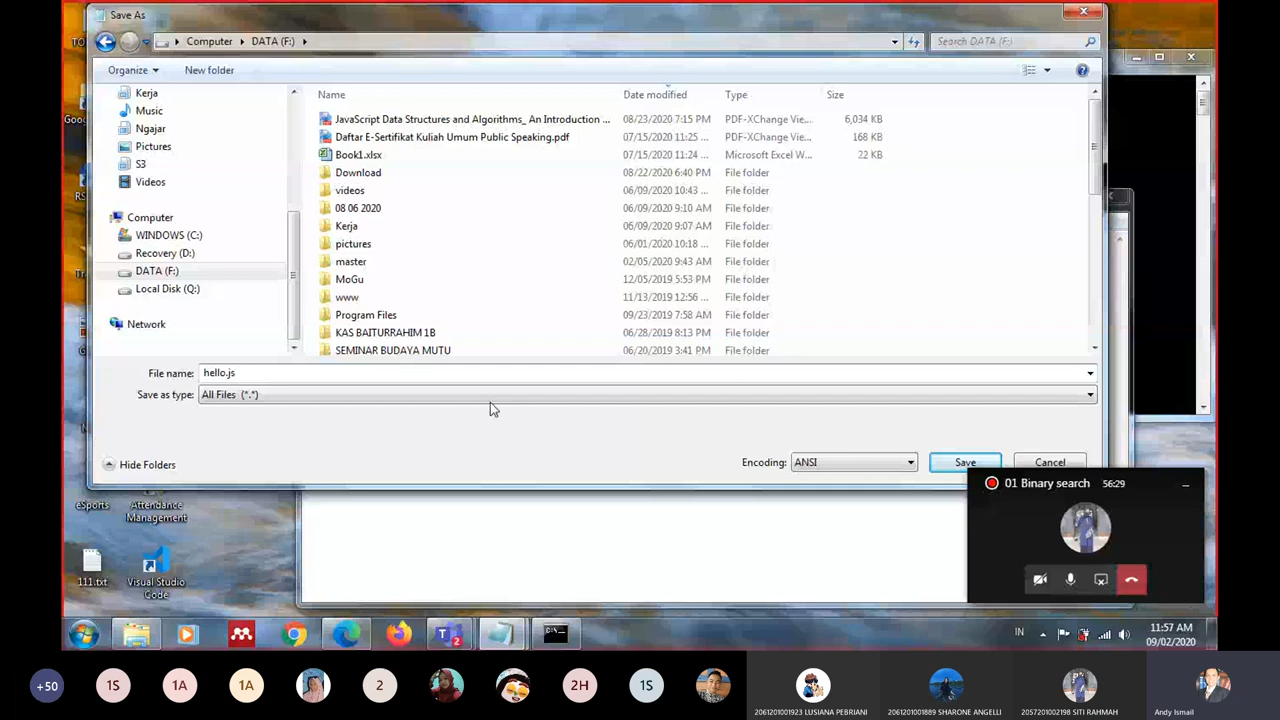 Save As
Computer DATA (F:)
Search DATA (F:)
Organize New folder
Kerja
Music
Ngajar
Pictures
S3
Videos
Computer
WINDOWS (C:)
Recovery (D:)
DATA (F:)
Local Disk (Q:)
Network
Name Date modified Type Size
JavaScript Data Structures and Algorithms_ An Introduction ... 08/23/2020 7:15 PM PDF-XChange Vie... 6,034 KB
Daftar E-Sertifikat Kuliah Umum Public Speaking.pdf 07/15/2020 11:25 ... PDF-XChange Vie... 168 KB
Book1.xlsx 07/15/2020 11:24 ... Microsoft Excel W... 22 KB
Download 08/22/2020 6:40 PM File folder
videos 06/09/2020 10:43 ... File folder
08 06 2020 06/09/2020 9:10 AM File folder
Kerja 06/09/2020 9:07 AM File folder
pictures 06/01/2020 10:18 ... File folder
master 02/05/2020 9:43 AM File folder
MoGu 12/05/2019 5:53 PM File folder
www 11/13/2019 12:56 ... File folder
Program Files 09/23/2019 7:58 AM File folder
KAS BAITURRAHIM 1B 06/28/2019 8:13 PM File folder
SEMINAR BUDAYA MUTU 06/20/2019 3:41 PM File folder
File name: hello.js
Save as type: All Files (*.*)
Hide Folders
Encoding: ANSI Save Cancel
01 Binary search 56:29
eSports
Attendance
Management
111.txt
Visual Studio
Code
IN
11:57 AM
09/02/2020
+50 1S 1A 1A 2 2H 1S
2061201001923 LUSIANA PEBRIANI
2061201001889 SHARONE ANGELLI
2057201002198 SITI RAHMAH
Andy Ismail